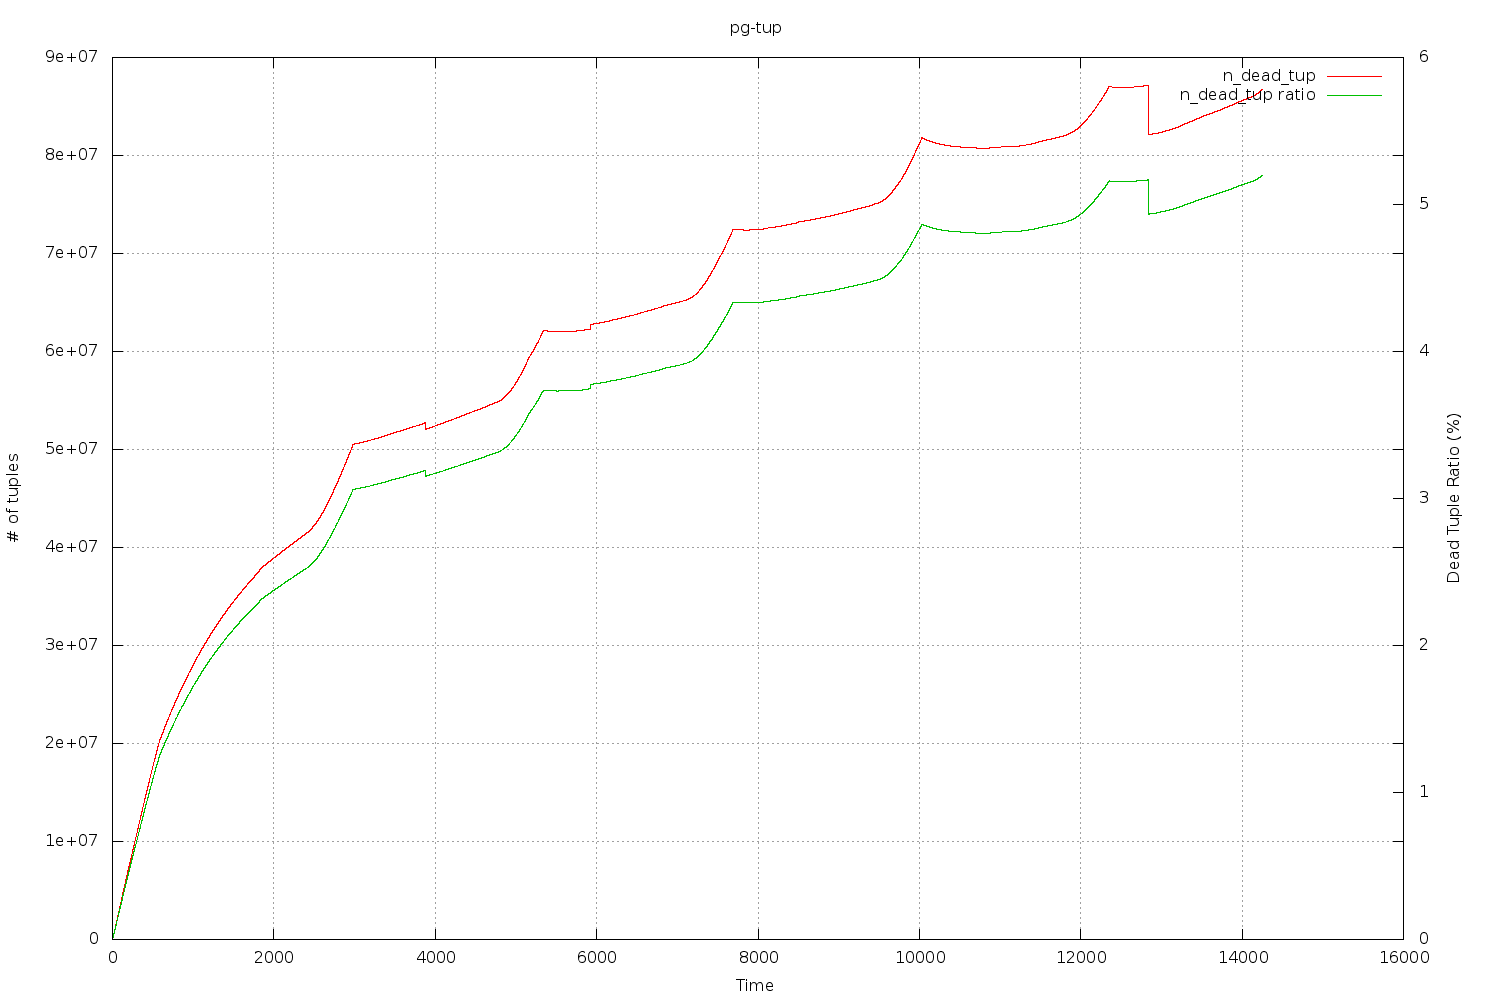 pg-tup
n_dead_tup
n_dead_tup ratio
9e+07
8e+07
7e+07
6e+07
5e+07
4e+07
3e+07
2e+07
1e+07
0
# of tuples
6
5
4
3
2
1
0
Dead Tuple Ratio (%)
0 2000 4000 6000 8000 10000 12000 14000 16000
Time